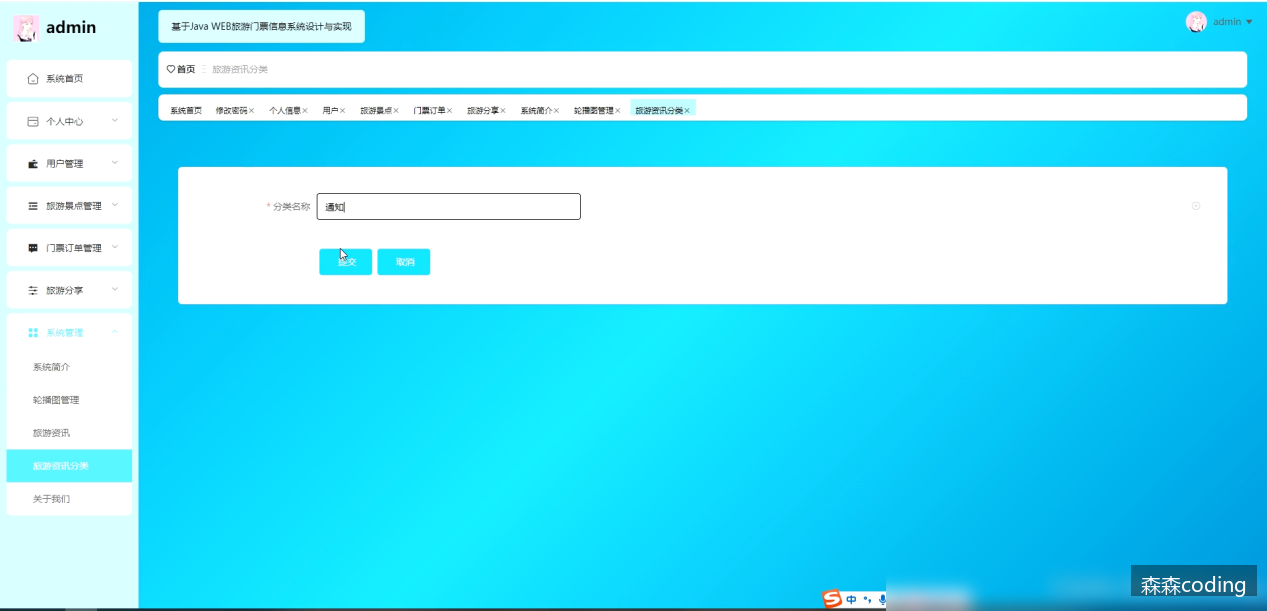 admin
基于Java WEB旅游门票信息系统设计与实现
admin
系统首页
首页 旅游资讯分类
系统首页 修改密码× 个人信息× 用户× 旅游景点× 门票订单× 旅游分享× 系统简介× 轮播图管理× 旅游资讯分类×
个人中心
用户管理
旅游景点管理
门票订单管理
旅游分享
系统管理
系统简介
轮播图管理
旅游资讯
旅游资讯分类
关于我们
* 分类名称 通知
提交 取消
中
森森coding